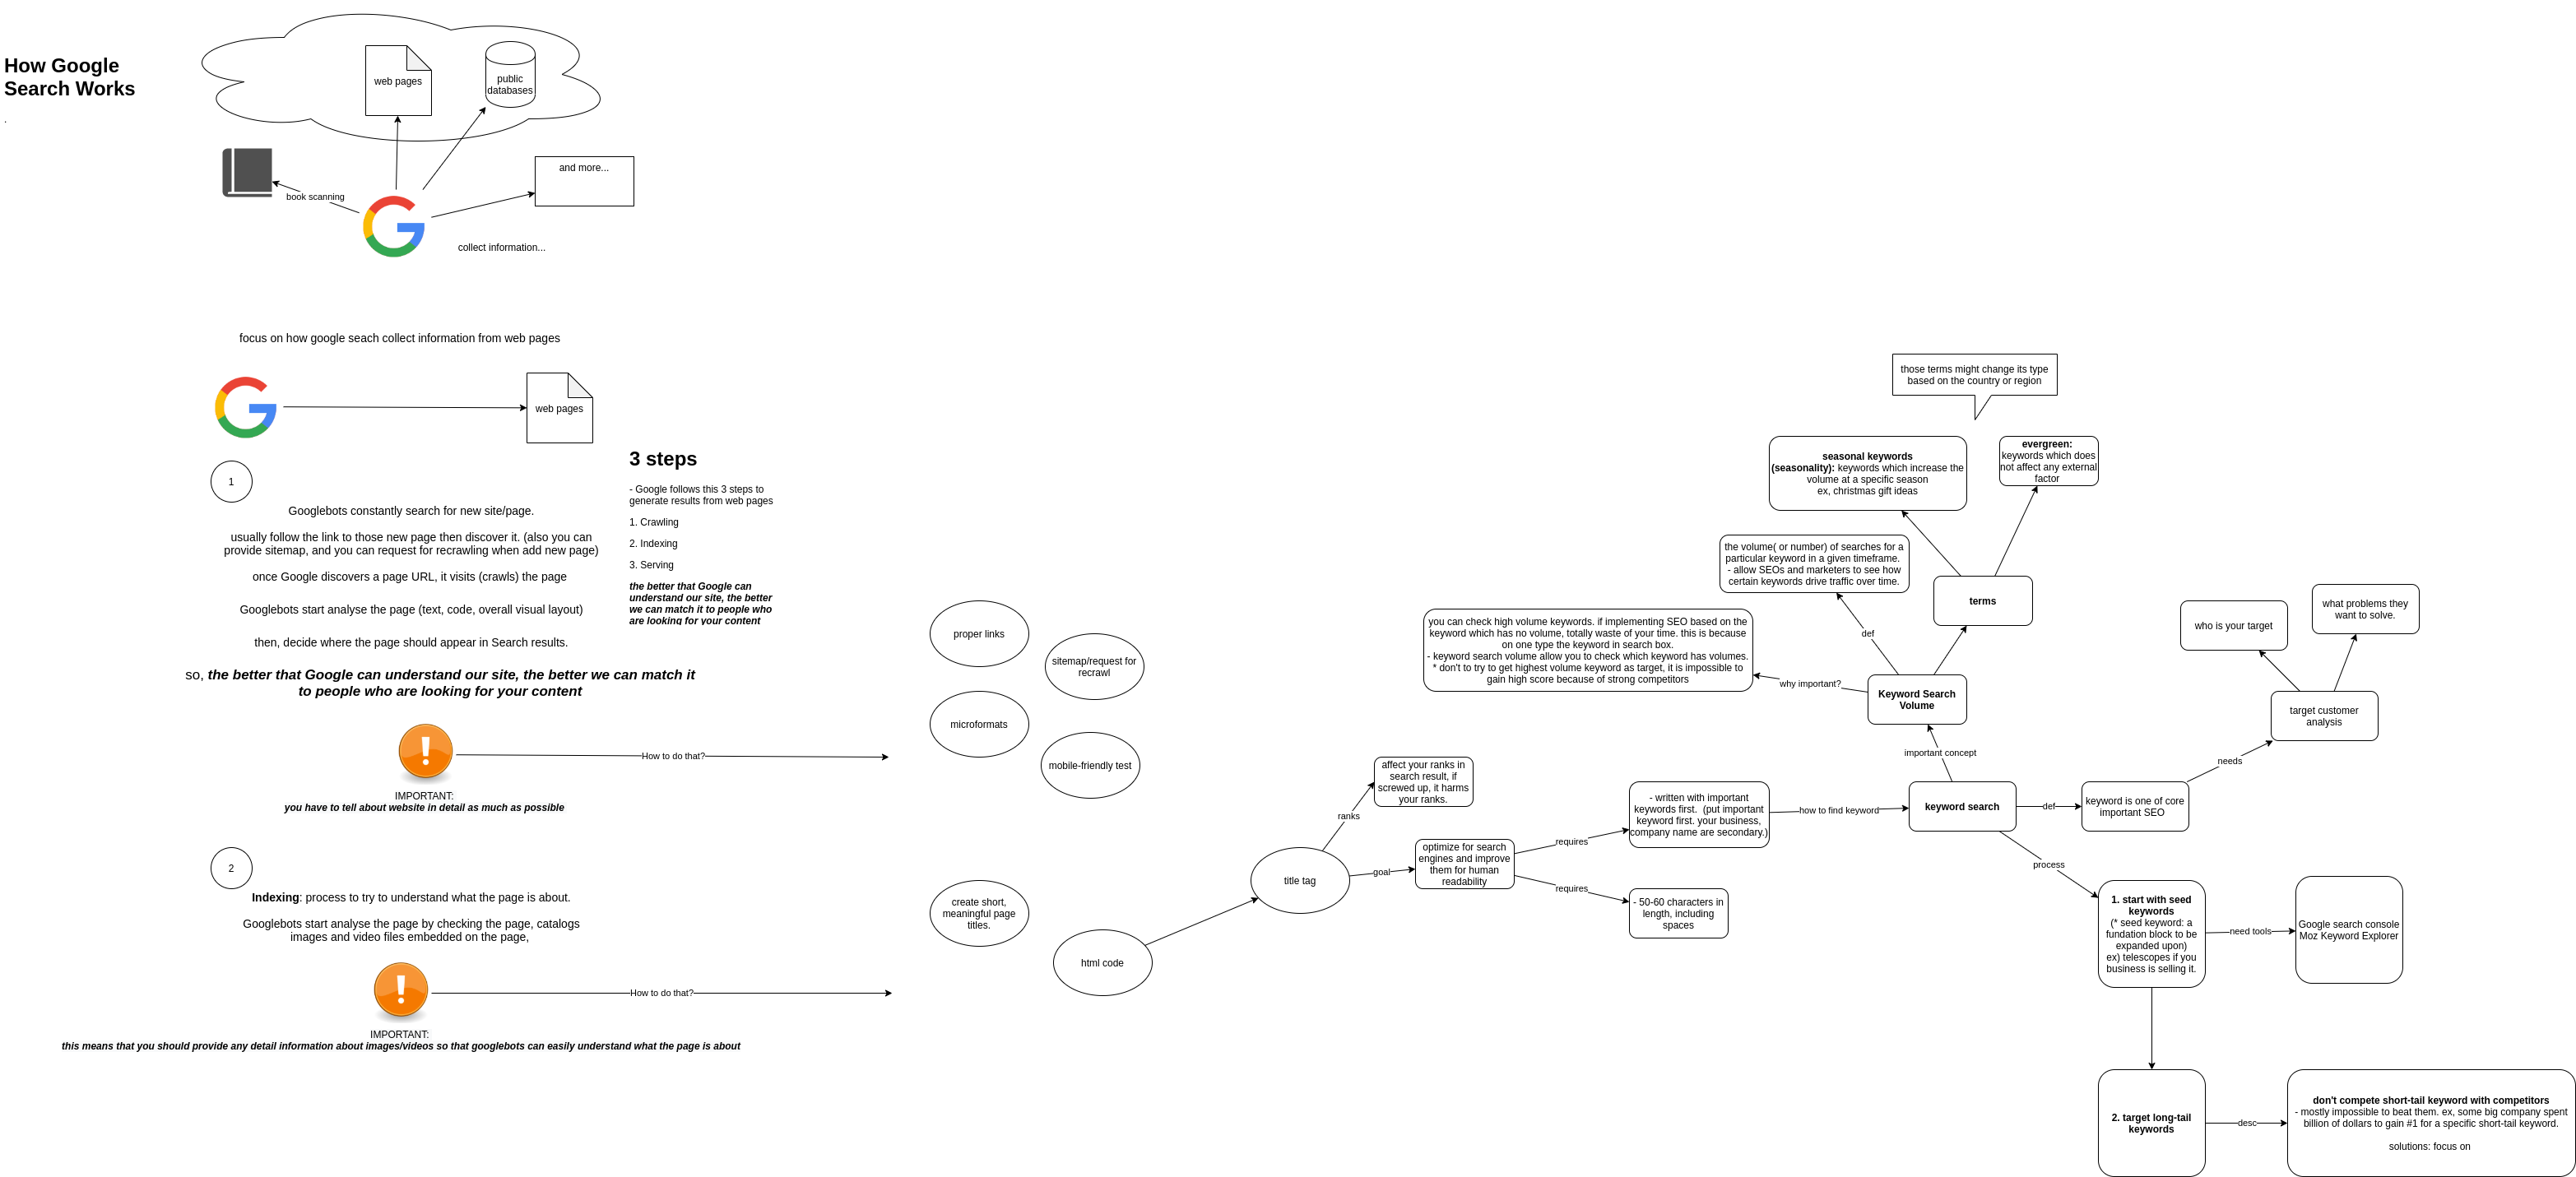 How Google
Search Works
.
web pages
public
databases
book scanning
and more...
collect information...
focus on how google seach collect information from web pages
web pages
1
Googlebots constantly search for new site/page.
usually follow the link to those new page then discover it. (also you can
provide sitemap, and you can request for recrawling when add new page)
once Google discovers a page URL, it visits (crawls) the page
Googlebots start analyse the page (text, code, overall visual layout)
then, decide where the page should appear in Search results.
so, the better that Google can understand our site, the better we can match it
to people who are looking for your content
3 steps
- Google follows this 3 steps to
generate results from web pages
1. Crawling
2. Indexing
3. Serving
the better that Google can
understand our site, the better
we can match it to people who
are looking for your content
How to do that?
IMPORTANT:
you have to tell about website in detail as much as possible
proper links
sitemap/request for
recrawl
microformats
mobile-friendly test
2
Indexing: process to try to understand what the page is about.
Googlebots start analyse the page by checking the page, catalogs
images and video files embedded on the page,
How to do that?
IMPORTANT:
this means that you should provide any detail information about images/videos so that googlebots can easily understand what the page is about
create short,
meaningful page
titles.
html code
title tag
ranks
affect your ranks in
search result, if
screwed up, it harms
your ranks.
goal
optimize for search
engines and improve
them for human
readability
requires
- written with important
keywords first.  (put important
keyword first. your business,
company name are secondary.)
requires
- 50-60 characters in
length, including
spaces
how to find keyword
keyword search
important concept
Keyword Search
Volume
why important?
you can check high volume keywords. if implementing SEO based on the
keyword which has no volume, totally waste of your time. this is because
on one type the keyword in search box.
- keyword search volume allow you to check which keyword has volumes.
* don't to try to get highest volume keyword as target, it is impossible to
gain high score because of strong competitors
def
the volume( or number) of searches for a
particular keyword in a given timeframe.
- allow SEOs and marketers to see how
certain keywords drive traffic over time.
terms
seasonal keywords
(seasonality): keywords which increase the
volume at a specific season
ex, christmas gift ideas
evergreen:
keywords which does
not affect any external
factor
those terms might change its type
based on the country or region
def
keyword is one of core
important SEO
needs
target customer
analysis
who is your target
what problems they
want to solve.
process
1. start with seed
keywords
(* seed keyword: a
fundation block to be
expanded upon)
ex) telescopes if you
business is selling it.
need tools
Google search console
Moz Keyword Explorer
2. target long-tail
keywords
desc
don't compete short-tail keyword with competitors
- mostly impossible to beat them. ex, some big company spent
billion of dollars to gain #1 for a specific short-tail keyword.
solutions: focus on